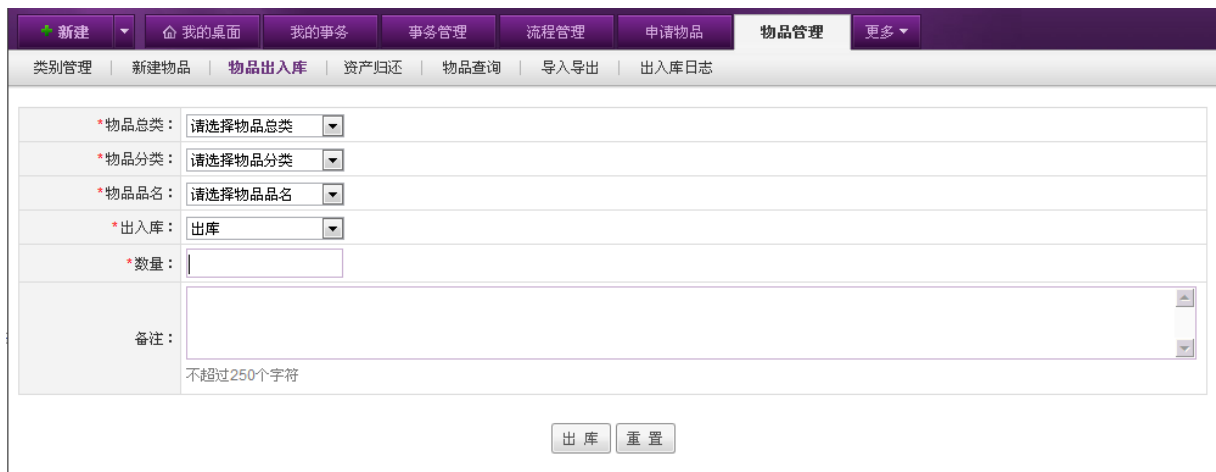 新建 我的桌面 我的事务 事务管理 流程管理 申请物品 物品管理 更多
类别管理 | 新建物品 | 物品出入库 | 资产归还 | 物品查询 | 导入导出 | 出入库日志
*物品总类： 请选择物品总类
*物品分类： 请选择物品分类
*物品品名： 请选择物品品名
*出入库： 出库
*数量：
备注：
不超过250个字符
出 库 重 置